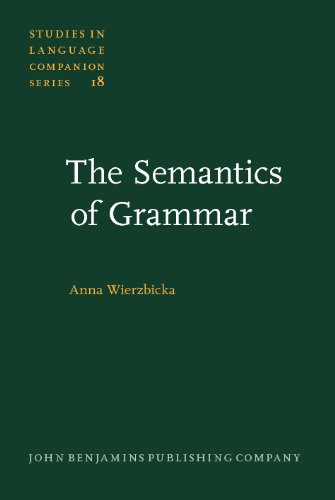 STUDIES IN
LANGUAGE
COMPANION
SERIES 18
The Semantics
of Grammar
Anna Wierzbicka
JOHN BENJAMINS PUBLISHING COMPANY